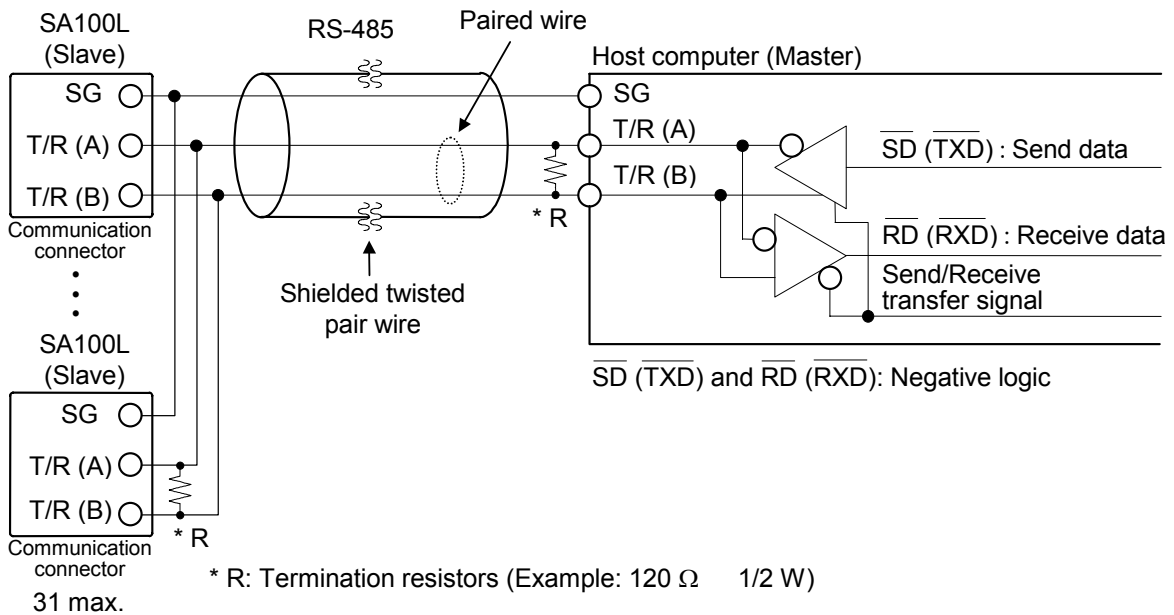 SA100L
(Slave)
SG
T/R (A)
T/R (B)
Communication
connector
RS-485
Paired wire
Shielded twisted
pair wire
* R
Host computer (Master)
SG
T/R (A)
T/R (B)
SD (TXD) : Send data
RD (RXD) : Receive data
Send/Receive
transfer signal
SD (TXD) and RD (RXD): Negative logic
SA100L
(Slave)
SG
T/R (A)
T/R (B)
* R
Communication
connector
31 max.
* R: Termination resistors (Example: 120 Ω 1/2 W)